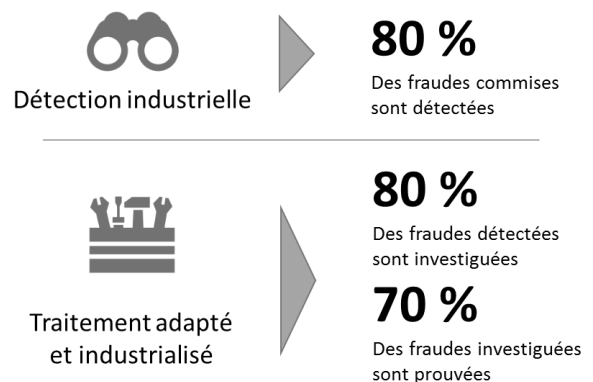 Détection industrielle
80 %
Des fraudes commises
sont détectées
Traitement adapté
et industrialisé
80 %
Des fraudes détectées
sont investiguées
70 %
Des fraudes investiguées
sont prouvées